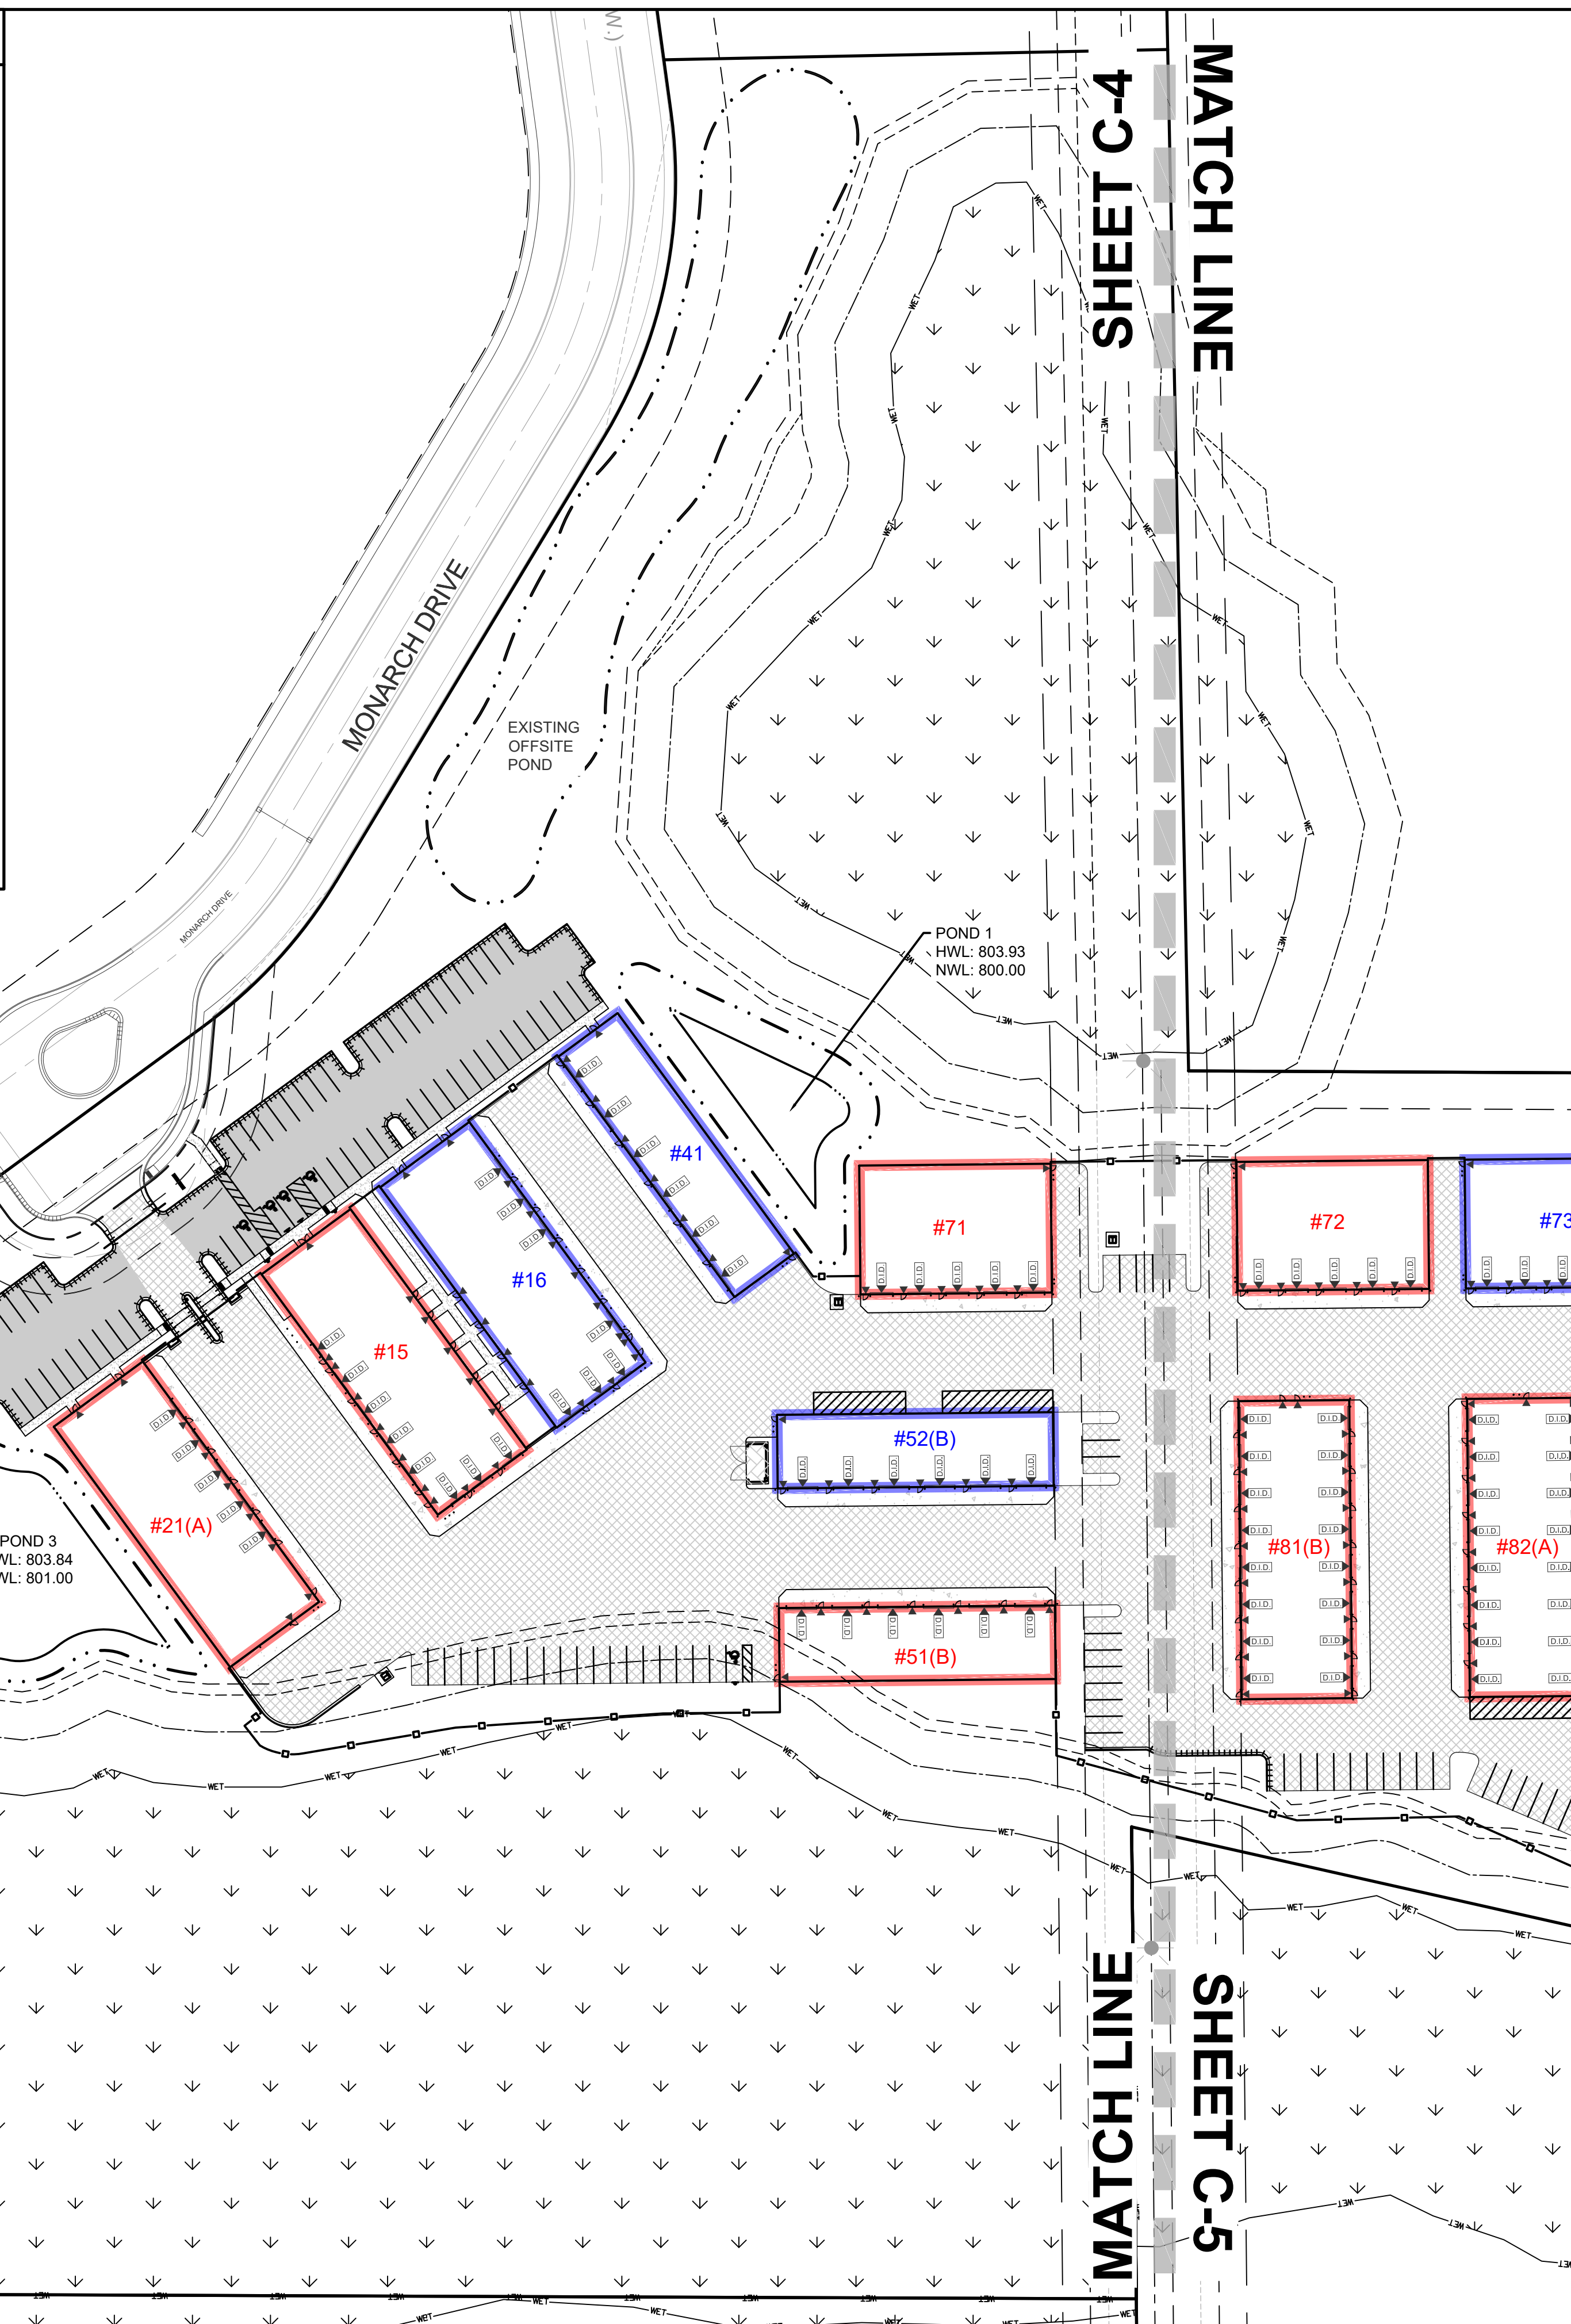 W.)
SHEET C-4
MATCH LINE
MONARCH DRIVE
EXISTING
OFFSITE
POND
MONARCH DRIVE
POND 1
HWL: 803.93
NWL: 800.00
#41
#71
#72
#73
#16
#15
#52(B)
#21(A)
#81(B)
#82(A)
POND 3
WL: 803.84
WL: 801.00
#51(B)
D.I.D.
WET
MATCH LINE
SHEET C-5